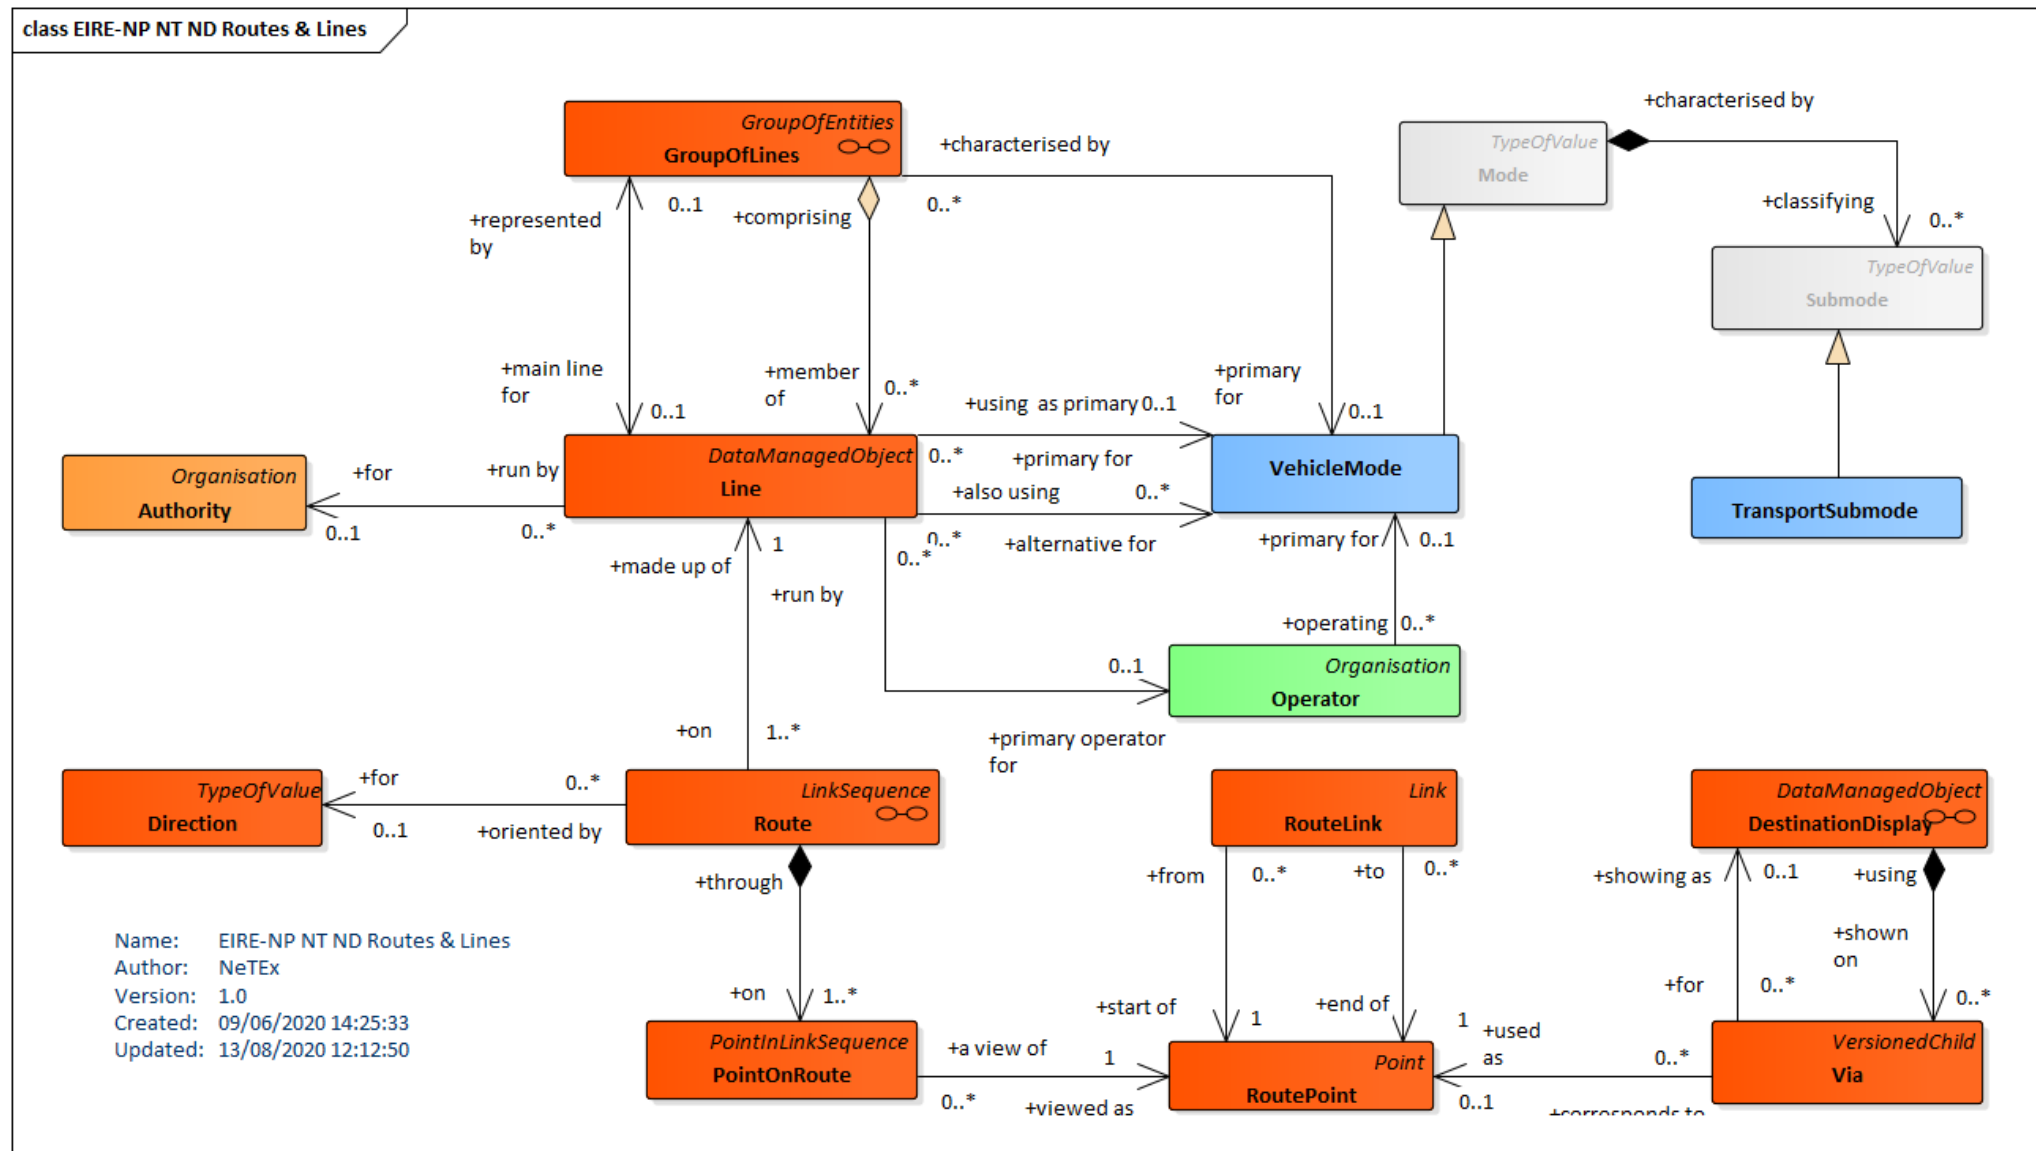 class EIRE-NP NT ND Routes & Lines
GroupOfEntities
GroupOfLines
+characterised by
+represented
by
0..1
+comprising
0..*
TypeOfValue
Mode
+characterised by
+classifying
0..*
TypeOfValue
Submode
+main line
for
0..1
+member
of
0..*
+using as primary 0..1
+primary
for
0..1
Organisation
Authority
+for
0..1
+run by
0..*
DataManagedObject
Line
0..*
+primary for
+also using
0..*
0..*
+alternative for
VehicleMode
TransportSubmode
+made up of
1
+run by
0..*
+primary for
0..1
+operating
0..*
0..1
Organisation
Operator
+primary operator
for
+on
1..*
TypeOfValue
Direction
+for
0..1
0..*
+oriented by
LinkSequence
Route
Link
RouteLink
DataManagedObject
DestinationDisplay
+through
+from
0..*
+to
0..*
+showing as
0..1
+using
+shown
on
+for
0..*
0..*
Name: EIRE-NP NT ND Routes & Lines
Author: NeTEx
Version: 1.0
Created: 09/06/2020 14:25:33
Updated: 13/08/2020 12:12:50
+on
1..*
+start of
1
+end of
1
+used
as
PointInLinkSequence
PointOnRoute
+a view of
1
0..*
+viewed as
Point
RoutePoint
0..*
0..1
+corresponds to
VersionedChild
Via